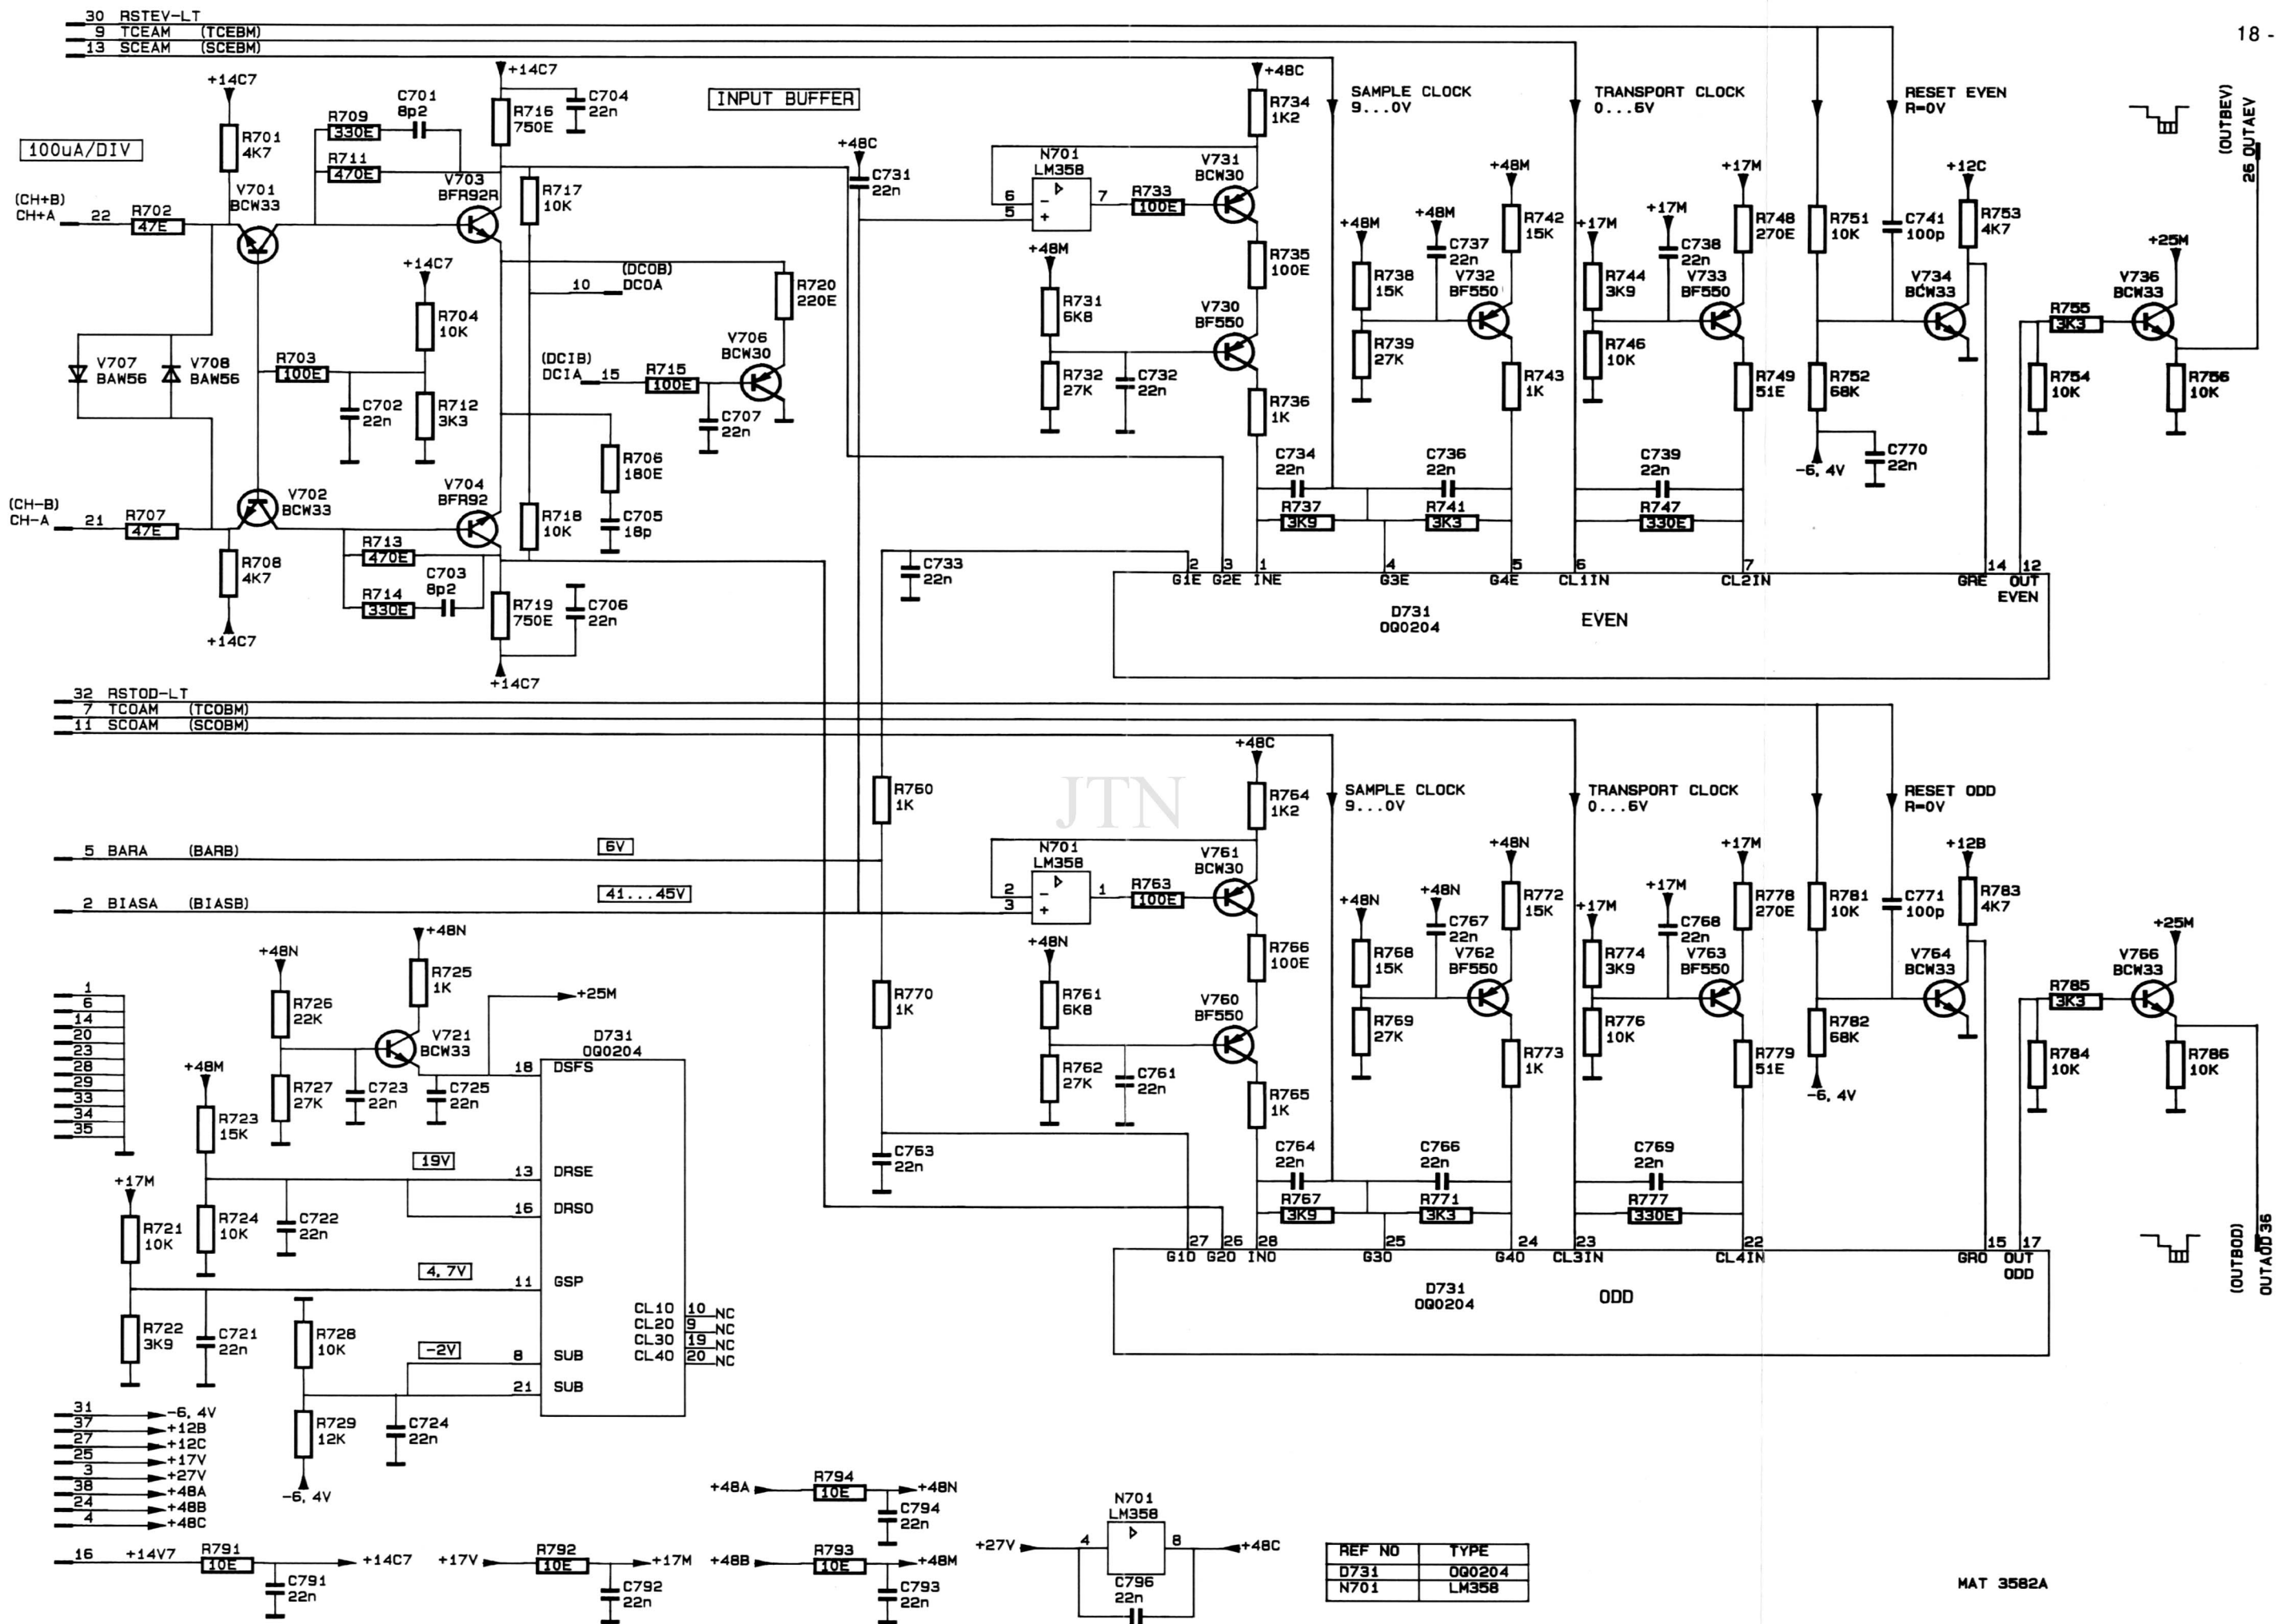 30 RSTEV-LT
9 TCEAM (TCEBM)
13 SCEAM (SCEBM)
18 -
+14C7
+14C7
C704
22n
R716
750E
INPUT BUFFER
+48C
R734
1K2
SAMPLE CLOCK
9...0V
TRANSPORT CLOCK
0...6V
RESET EVEN
R=0V
(OUTBEV)
26 OUTAEV
100uA/DIV
R701
4K7
R709
330E
C701
8p2
R711
470E
V701
BCW33
V703
BFR92R
R717
10K
+48C
C731
22n
N701
LM358
6
5
-
+
7
R733
100E
V731
BCW30
(CH+B)
CH+A
22
R702
47E
+14C7
R704
10K
(DCOB)
10 DCOA
R720
220E
+48M
R731
6K8
R735
100E
V730
BF550
+48M
R738
15K
+48M
C737
22n
+48M
R742
15K
V732
BF550
+17M
R744
3K9
+17M
C738
22n
+17M
R748
270E
V733
BF550
R751
10K
C741
100p
+12C
R753
4K7
V734
BCW33
+25M
V736
BCW33
R755
3K3
V707
BAW56
V708
BAW56
R703
100E
C702
22n
R712
3K3
V706
BCW30
(DCIB)
DCIA 15
R715
100E
C707
22n
R732
27K
C732
22n
R736
1K
R739
27K
R743
1K
R746
10K
R749
51E
R752
68K
R754
10K
R756
10K
-6,4V
C770
22n
R706
180E
C705
18p
C734
22n
C736
22n
C739
22n
R737
3K9
R741
3K3
R747
330E
(CH-B)
CH-A
21
R707
47E
V702
BCW33
V704
BFR92
R718
10K
R713
470E
C703
8p2
R714
330E
R708
4K7
+14C7
R719
750E
C706
22n
+14C7
C733
22n
2 3 1 4 5 6 7 14 12
G1E G2E INE G3E G4E CL1IN CL2IN GRE OUT
EVEN
D731
OQ0204
EVEN
32 RSTOD-LT
7 TCOAM (TCOBM)
11 SCOAM (SCOBM)
R760
1K
JTN
+48C
R764
1K2
SAMPLE CLOCK
9...0V
TRANSPORT CLOCK
0...6V
RESET ODD
R=0V
5 BARA (BARB)
6V
2 BIASA (BIASB)
41...45V
N701
LM358
2
3
-
+
1
R763
100E
V761
BCW30
+48N
R761
6K8
R766
100E
V760
BF550
+48N
R768
15K
+48N
C767
22n
+48N
R772
15K
V762
BF550
+17M
R774
3K9
+17M
C768
22n
+17M
R778
270E
V763
BF550
R781
10K
C771
100p
+12B
R783
4K7
V764
BCW33
+25M
V766
BCW33
R785
3K3
1
6
14
20
23
28
29
33
34
35
+48N
R726
22K
+48N
R725
1K
+25M
V721
BCW33
D731
OQ0204
18 DSFS
+48M
R723
15K
R727
27K
C723
22n
C725
22n
R770
1K
R762
27K
C761
22n
R765
1K
R769
27K
R773
1K
R776
10K
R779
51E
R782
68K
-6,4V
R784
10K
R786
10K
19V
13 DRSE
16 DRSO
+17M
R721
10K
R724
10K
C722
22n
C763
22n
C764
22n
C766
22n
C769
22n
R767
3K9
R771
3K3
R777
330E
27 26 28 25 24 23 22 15 17
G1O G2O INO G3O G4O CL3IN CL4IN GRO OUT
ODD
D731
OQ0204
ODD
(OUTBOD)
OUTAOD 36
4,7V
11 GSP
R722
3K9
C721
22n
R728
10K
-2V
8 SUB
21 SUB
CL1O 10 NC
CL2O 9 NC
CL3O 19 NC
CL4O 20 NC
R729
12K
C724
22n
-6,4V
31 -6,4V
37 +12B
27 +12C
25 +17V
3 +27V
38 +48A
24 +48B
4 +48C
16 +14V7
R791
10E
+14C7
C791
22n
+17V
R792
10E
+17M
C792
22n
+48A
R794
10E
+48N
C794
22n
+48B
R793
10E
+48M
C793
22n
N701
LM358
+27V 4 8 +48C
C796
22n
REF NO TYPE
D731 OQ0204
N701 LM358
MAT 3582A